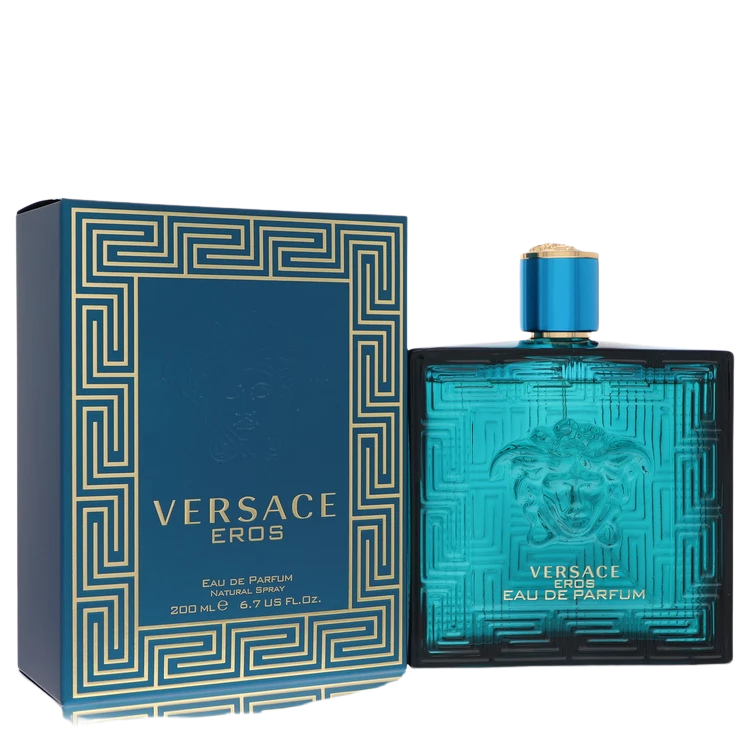 VERSACE
EROS
EAU DE PARFUM
NATURAL SPRAY
200 ML ℮ 6.7 US FL.OZ.
VERSACE
EROS
EAU DE PARFUM